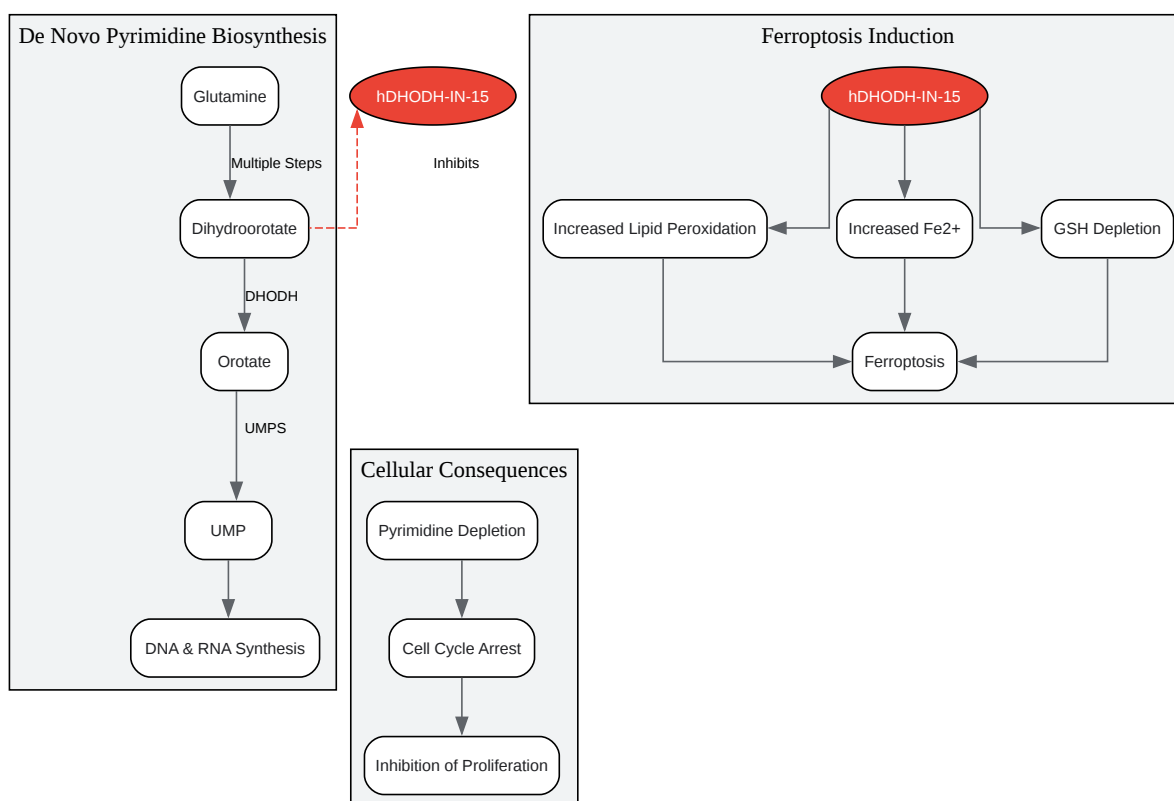 De Novo Pyrimidine Biosynthesis
Glutamine
Multiple Steps
Dihydroorotate
DHODH
Orotate
UMPS
UMP
DNA & RNA Synthesis
hDHODH-IN-15
Inhibits
Cellular Consequences
Pyrimidine Depletion
Cell Cycle Arrest
Inhibition of Proliferation
Ferroptosis Induction
hDHODH-IN-15
Increased Lipid Peroxidation
Increased Fe2+
GSH Depletion
Ferroptosis